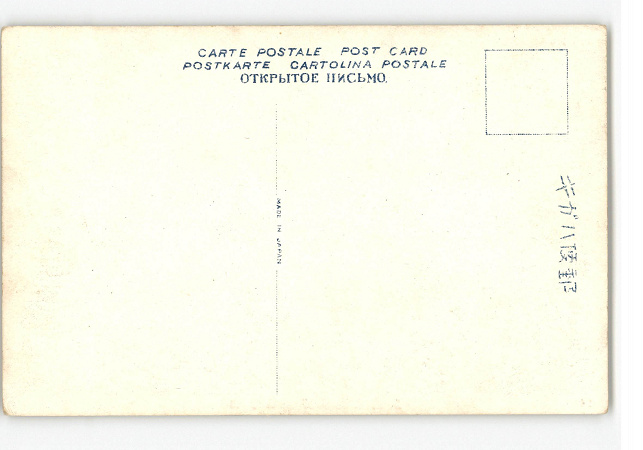 CARTE POSTALE POST CARD
POSTKARTE CARTOLINA POSTALE
ОТКРЫТОЕ ПИСЬМО.
MADE IN JAPAN